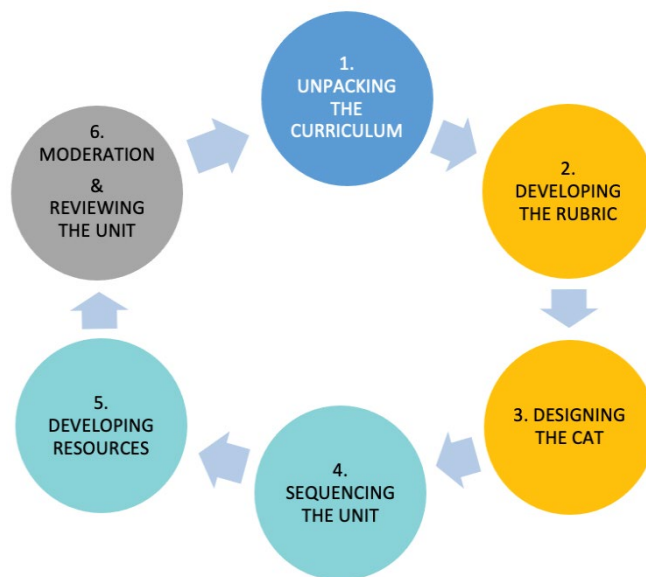 1.
UNPACKING
THE
CURRICULUM
2.
DEVELOPING
THE RUBRIC
3. DESIGNING
THE CAT
4.
SEQUENCING
THE UNIT
5.
DEVELOPING
RESOURCES
6.
MODERATION
&
REVIEWING
THE UNIT